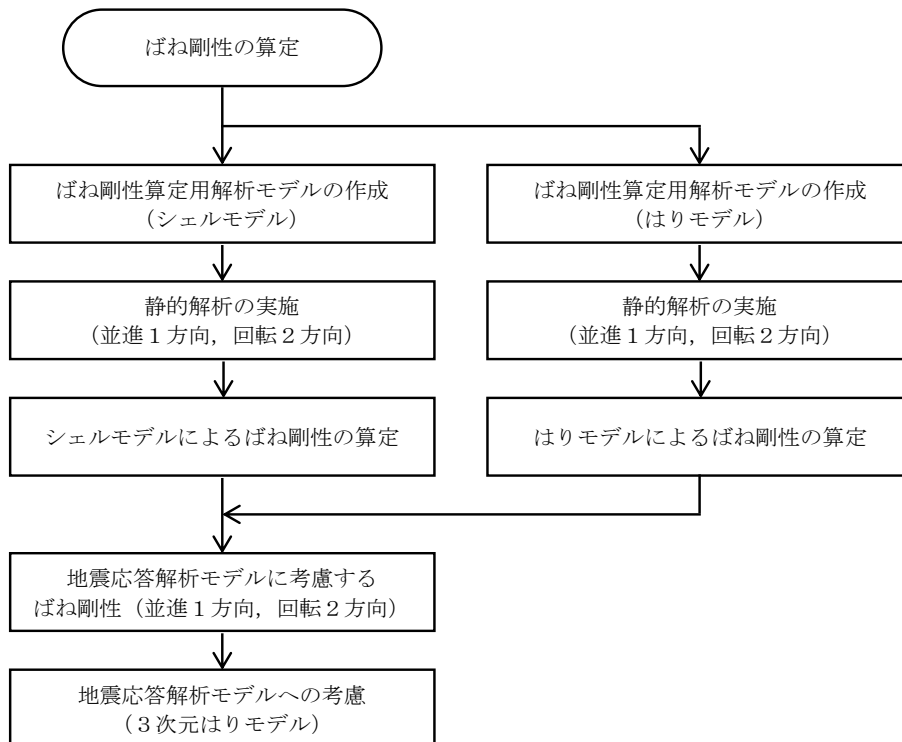 ばね剛性の算定
ばね剛性算定用解析モデルの作成
（シェルモデル）
ばね剛性算定用解析モデルの作成
（はりモデル）
静的解析の実施
（並進１方向，回転２方向）
静的解析の実施
（並進１方向，回転２方向）
シェルモデルによるばね剛性の算定
はりモデルによるばね剛性の算定
地震応答解析モデルに考慮する
ばね剛性（並進１方向，回転２方向）
地震応答解析モデルへの考慮
（３次元はりモデル）